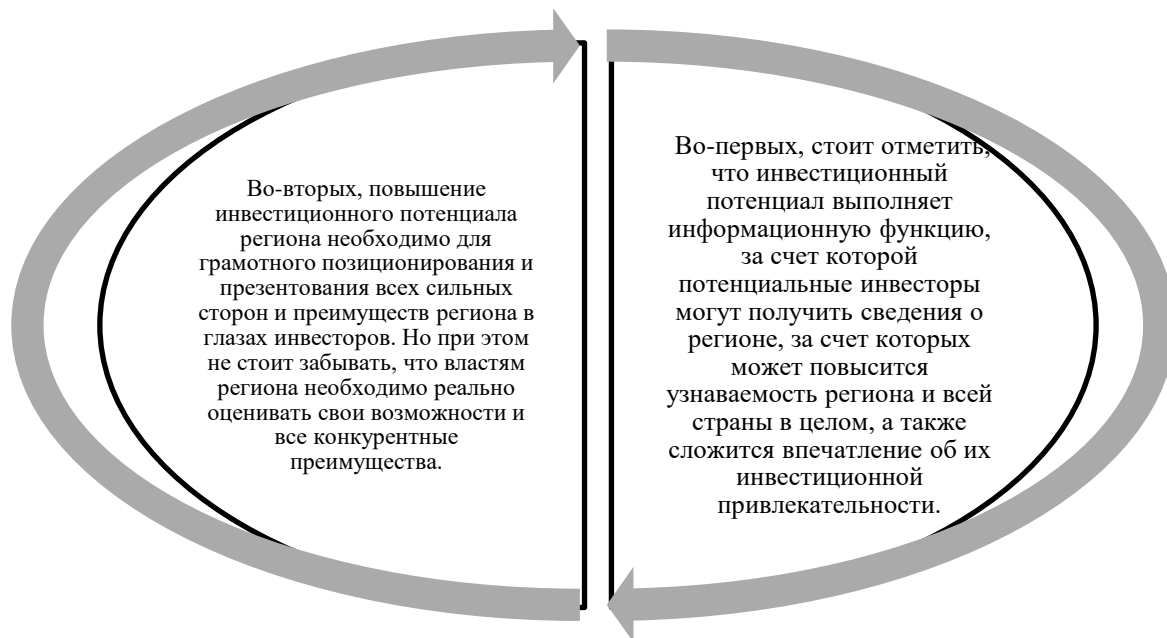 Во-вторых, повышение
инвестиционного потенциала
региона необходимо для
грамотного позиционирования и
презентования всех сильных
сторон и преимуществ региона в
глазах инвесторов. Но при этом
не стоит забывать, что властям
региона необходимо реально
оценивать свои возможности и
все конкурентные
преимущества.
Во-первых, стоит отметить,
что инвестиционный
потенциал выполняет
информационную функцию,
за счет которой
потенциальные инвесторы
могут получить сведения о
регионе, за счет которых
может повысится
узнаваемость региона и всей
страны в целом, а также
сложится впечатление об их
инвестиционной
привлекательности.